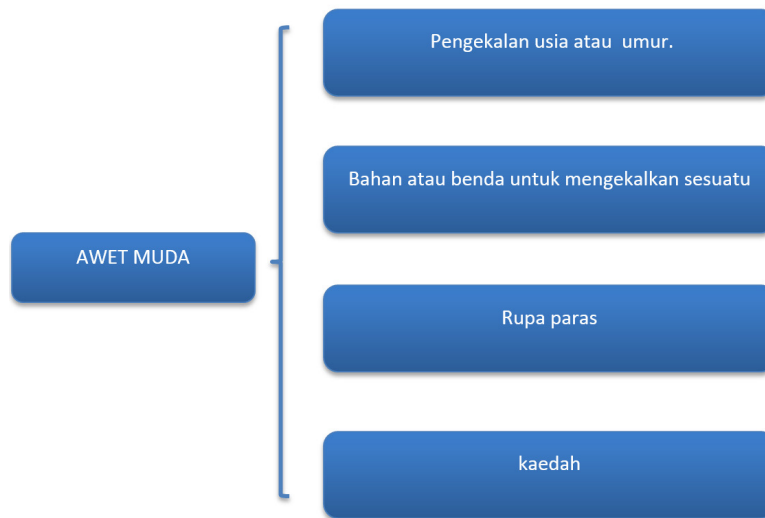 AWET MUDA
Pengekalan usia atau  umur.
Bahan atau benda untuk mengekalkan sesuatu
Rupa paras
kaedah